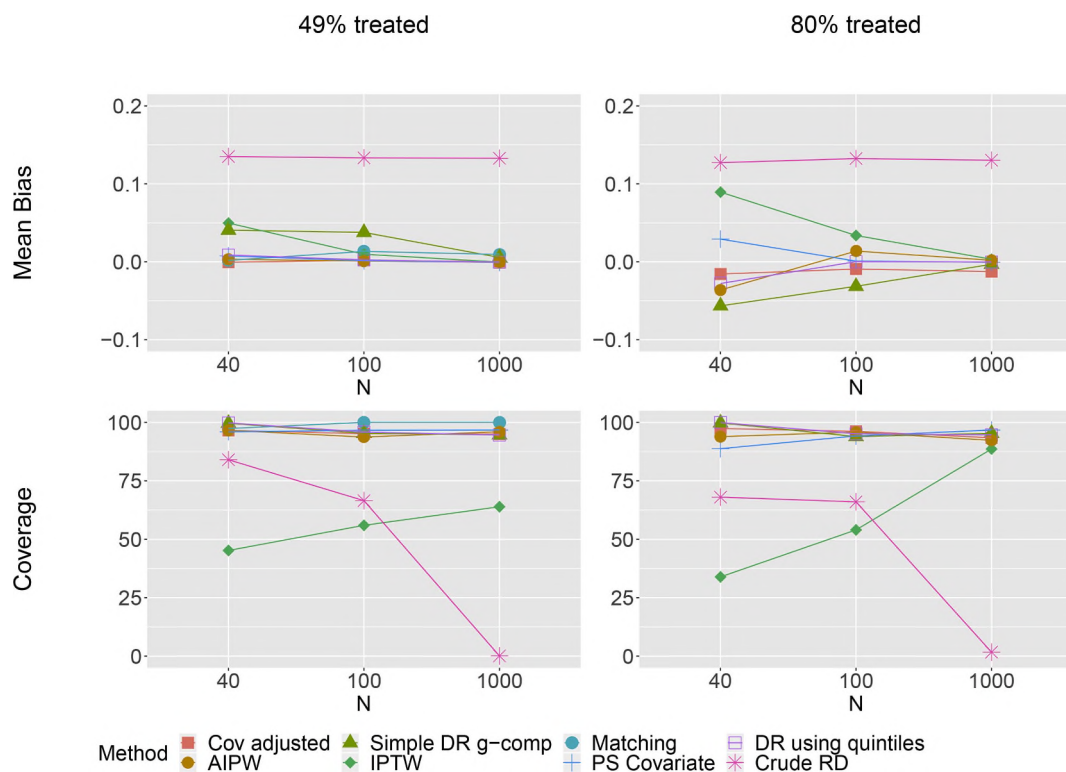 49% treated 80% treated
Mean Bias
0.2
0.1
0.0
−0.1
40 100 1000
N
0.2
0.1
0.0
−0.1
40 100 1000
N
Coverage
100
75
50
25
0
40 100 1000
N
100
75
50
25
0
40 100 1000
N
Method Cov adjusted Simple DR g−comp Matching DR using quintiles
AIPW IPTW PS Covariate Crude RD